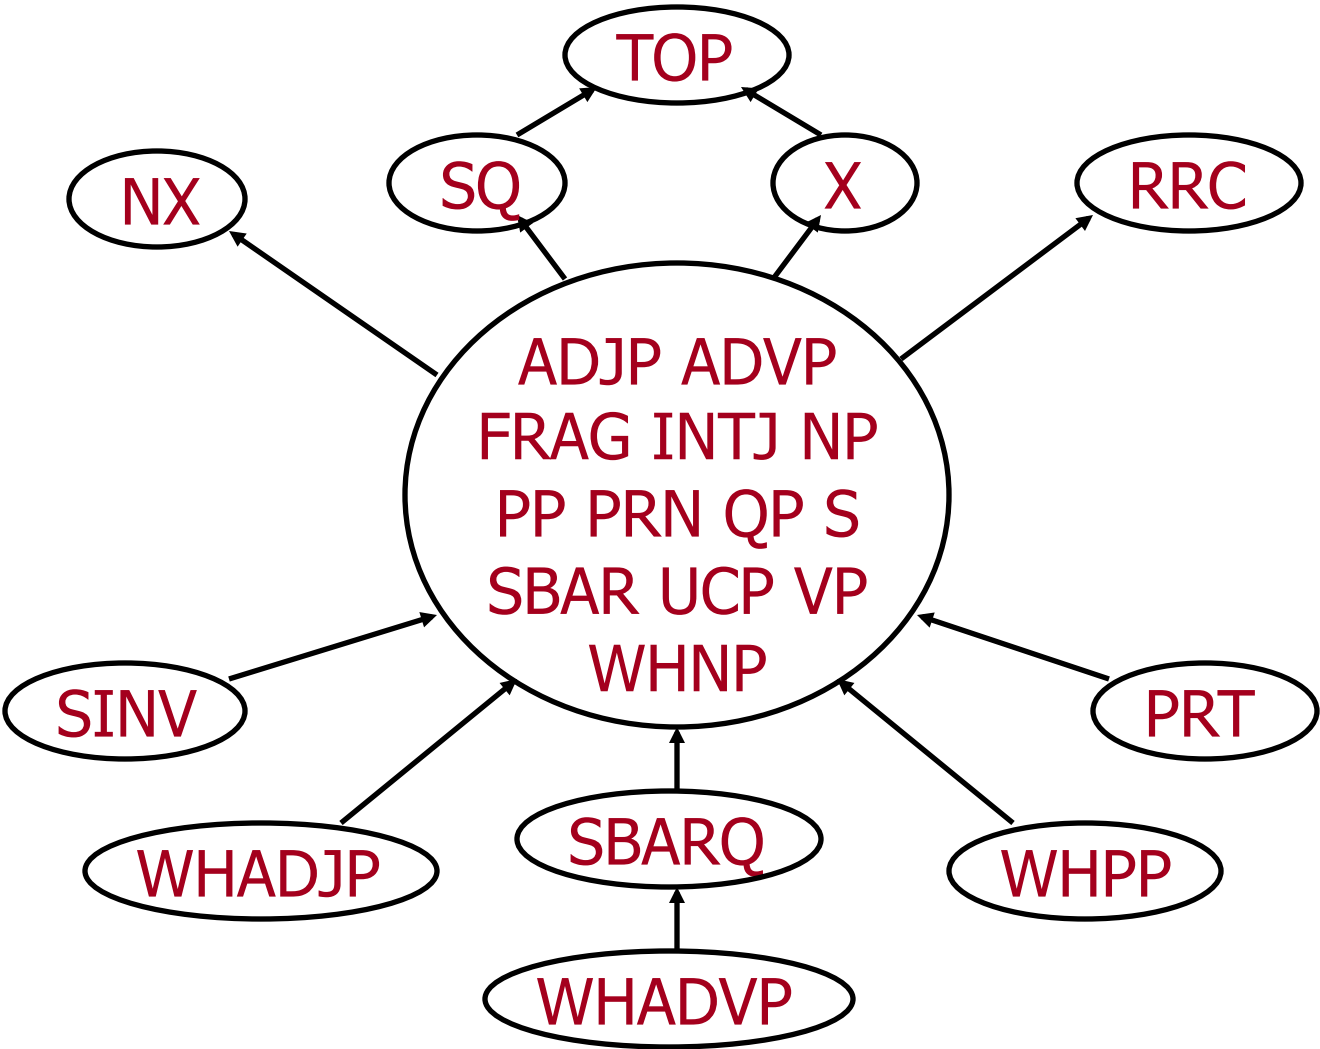 TOP
SQ
X
NX
RRC
ADJP ADVP
FRAG INTJ NP
PP PRN QP S
SBAR UCP VP
WHNP
SINV
PRT
SBARQ
WHADJP
WHPP
WHADVP